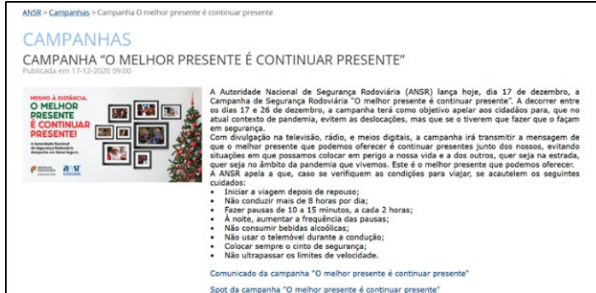 ANSR > Campanhas > Campanha O melhor presente é continuar presente
CAMPANHAS
CAMPANHA “O MELHOR PRESENTE É CONTINUAR PRESENTE”
Publicada em 17-12-2020 09:00
MESMO À DISTÂNCIA,
O MELHOR
PRESENTE
É CONTINUAR
PRESENTE!
A Autoridade Nacional
de Segurança Rodoviária
deseja-lhe um Natal Seguro.
A Autoridade Nacional de Segurança Rodoviária (ANSR) lança hoje, dia 17 de dezembro, a
Campanha de Segurança Rodoviária “O melhor presente é continuar presente”. A decorrer entre
os dias 17 e 26 de dezembro, a campanha terá como objetivo apelar aos cidadãos para, que no
atual contexto de pandemia, evitem as deslocações, mas que se o tiverem que fazer que o façam
em segurança.
Com divulgação na televisão, rádio, e meios digitais, a campanha irá transmitir a mensagem de
que o melhor presente que podemos oferecer é continuar presentes junto dos nossos, evitando
situações em que possamos colocar em perigo a nossa vida e a dos outros, quer seja na estrada,
quer seja no âmbito da pandemia que vivemos. Este é o melhor presente que podemos oferecer.
A ANSR apela a que, caso se verifiquem as condições para viajar, se acautelem os seguintes
cuidados:
• Iniciar a viagem depois de repouso;
• Não conduzir mais de 8 horas por dia;
• Fazer pausas de 10 a 15 minutos, a cada 2 horas;
• À noite, aumentar a frequência das pausas;
• Não consumir bebidas alcoólicas;
• Não usar o telemóvel durante a condução;
• Colocar sempre o cinto de segurança;
• Não ultrapassar os limites de velocidade.
Comunicado da campanha “O melhor presente é continuar presente”
Spot da campanha “O melhor presente é continuar presente”